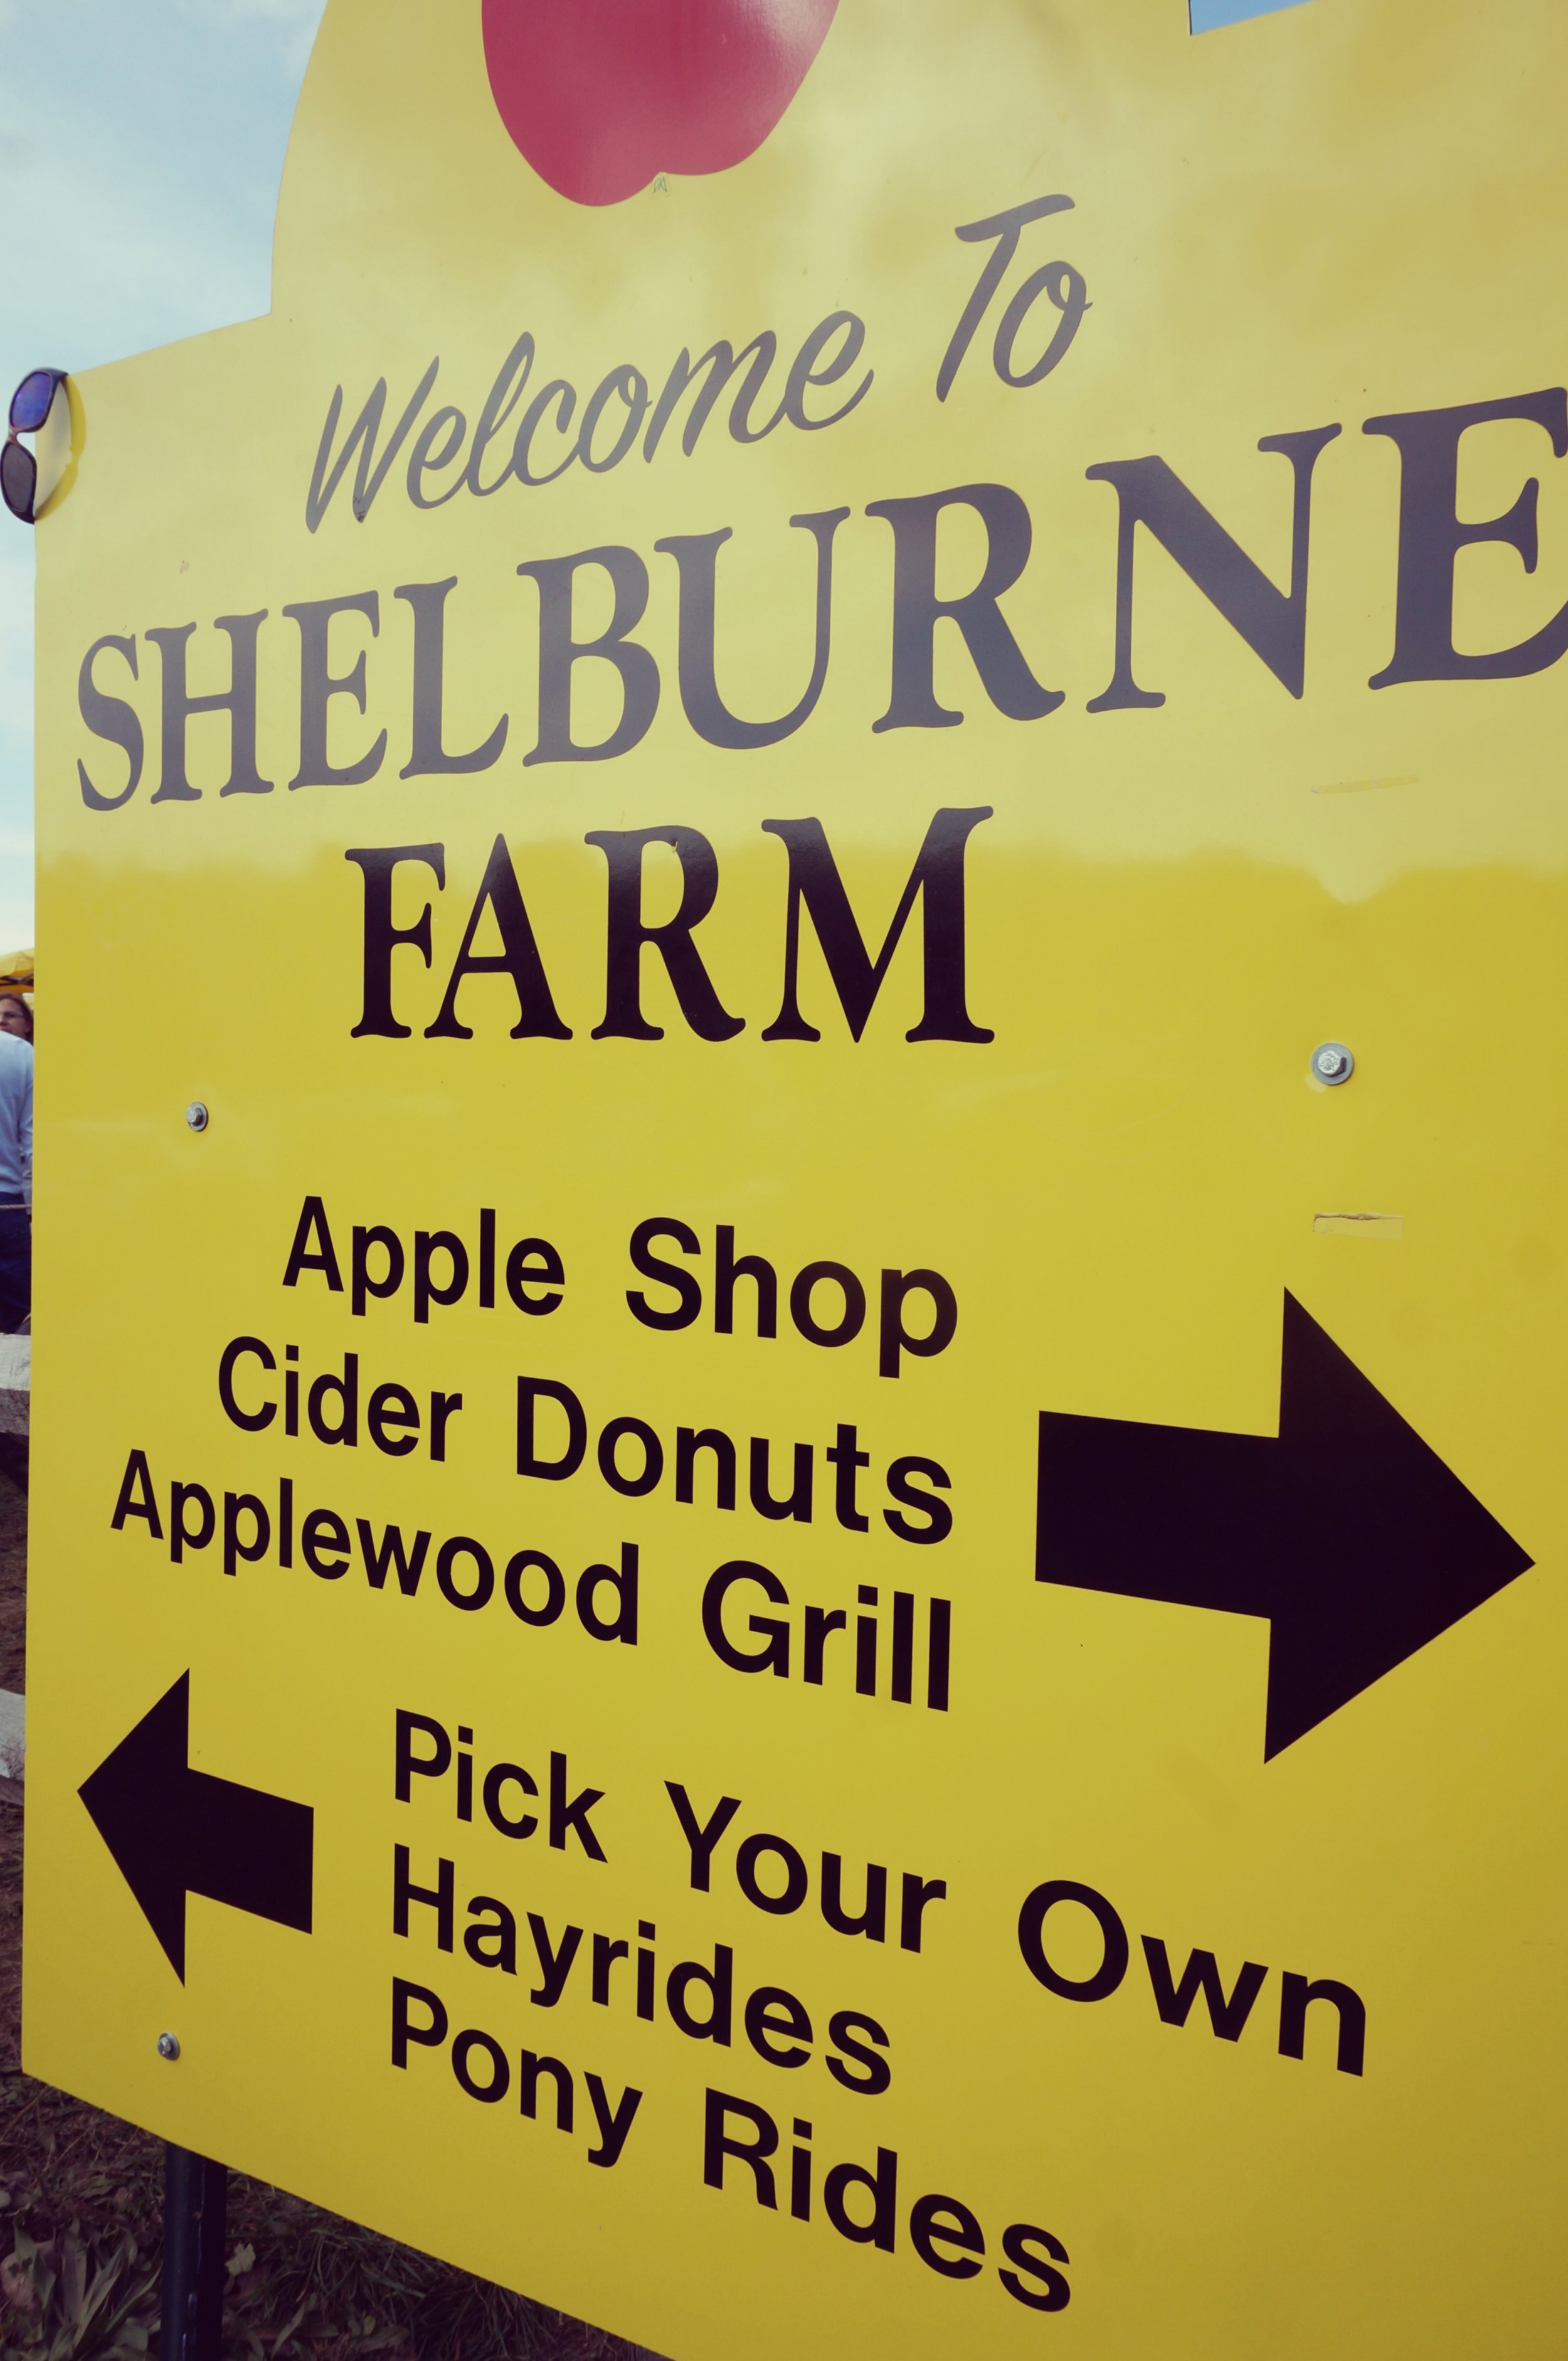 Welcome To
SHELBURNE
FARM
Apple Shop
Cider Donuts
Applewood Grill
Pick Your Own
Hayrides
Pony Rides